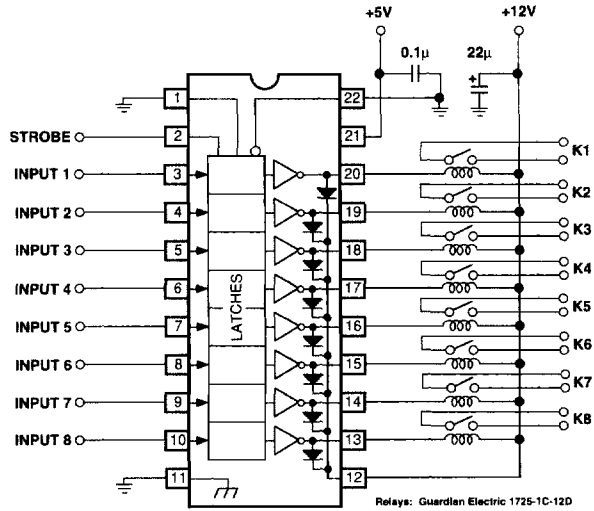 +5V +12V
0.1μ 22μ
+
1 22
STROBE 2 21
INPUT 1 3 20 K1
INPUT 2 4 19 K2
INPUT 3 5 18 K3
INPUT 4 6 17 K4
INPUT 5 7 16 K5
INPUT 6 8 15 K6
INPUT 7 9 14 K7
INPUT 8 10 13 K8
LATCHES
11 12
Relays: Guardian Electric 1725-1C-12D